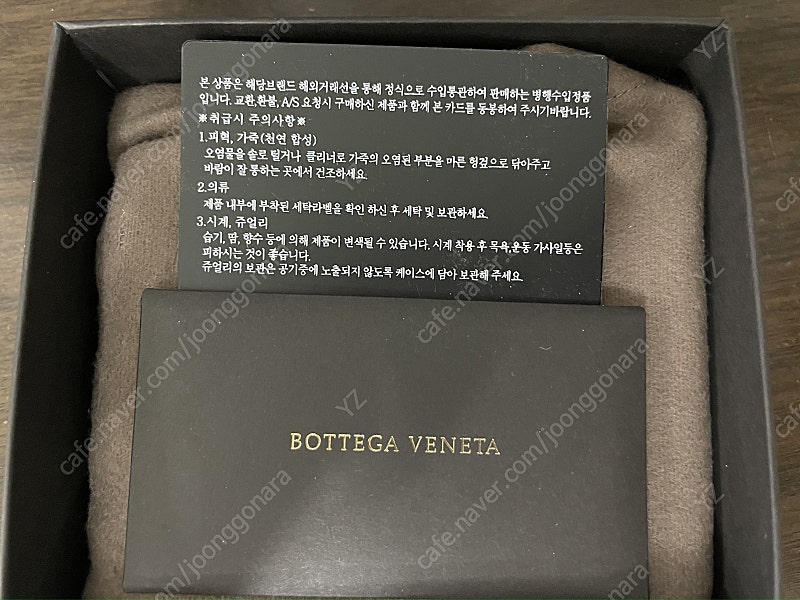 본 상품은 해당브랜드 해외거래선을 통해 정식으로 수입통관하여 판매하는 병행수입정품
입니다. 교환,환불, A/S 요청시 구매하신 제품과 함께 본 카드를 동봉하여 주시기바랍니다.
※취급시 주의사항※
1.피혁, 가죽(천연 합성)
오염물을 솔로 털거나 클리너로 가죽의 오염된 부분을 마른 헝겊으로 닦아주고
바람이 잘 통하는 곳에서 건조하세요.
2.의류
제품 내부에 부착된 세탁라벨을 확인 하신 후 세탁 및 보관하세요
3.시계, 쥬얼리
습기, 땀, 향수 등에 의해 제품이 변색될 수 있습니다. 시계 착용 후 목욕,운동 가사일등은
피하시는 것이 좋습니다.
쥬얼리의 보관은 공기중에 노출되지 않도록 케이스에 담아 보관해 주세요.
BOTTEGA VENETA
cafe.naver.com/joonggonara
YZ